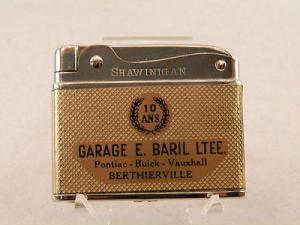 SHAWINIGAN
10
ANS
GARAGE E. BARIL LTEE.
Pontiac - Buick - Vauxhall
BERTHIERVILLE